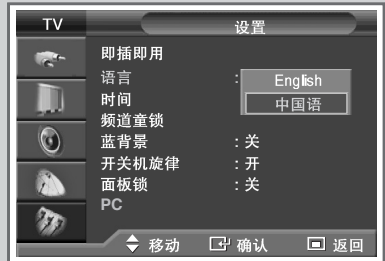 TV 设置
即插即用
语言 : English
时间 中国语
频道童锁
蓝背景 : 关
开关机旋律 : 开
面板锁 : 关
PC
移动 确认 返回